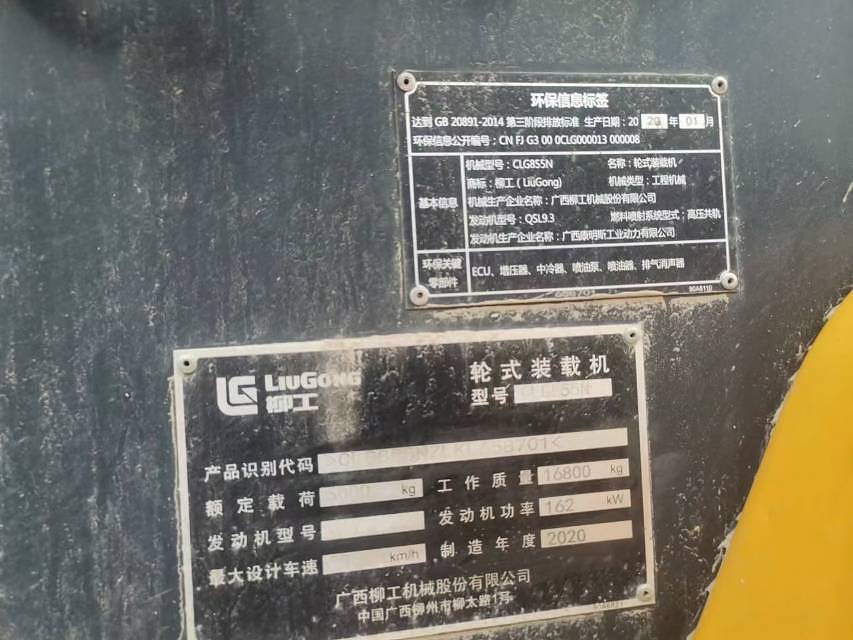 环保信息标签
达到 GB 20891-2014 第三阶段排放标准 生产日期：20 20 年 01 月
环保信息公开编号：CN FJ G3 00 0CLG000013 000008
基本信息
机械型号：CLG855N 名称：轮式装载机
商标：柳工（LiuGong） 机械类型：工程机械
机械生产企业名称：广西柳工机械股份有限公司
发动机型号：QSL9.3 燃料喷射系统型式：高压共轨
发动机生产企业名称：广西康明斯工业动力有限公司
环保关键
零部件
ECU、增压器、中冷器、喷油泵、喷油器、排气消声器
80A6110
LIUGONG
柳工
轮式装载机
型号
产品识别代码
额定载荷 kg 工作质量 16800 kg
发动机型号 发动机功率 162 kW
最大设计车速 km/h 制造年度 2020
广西柳工机械股份有限公司
中国广西柳州市柳太路1号